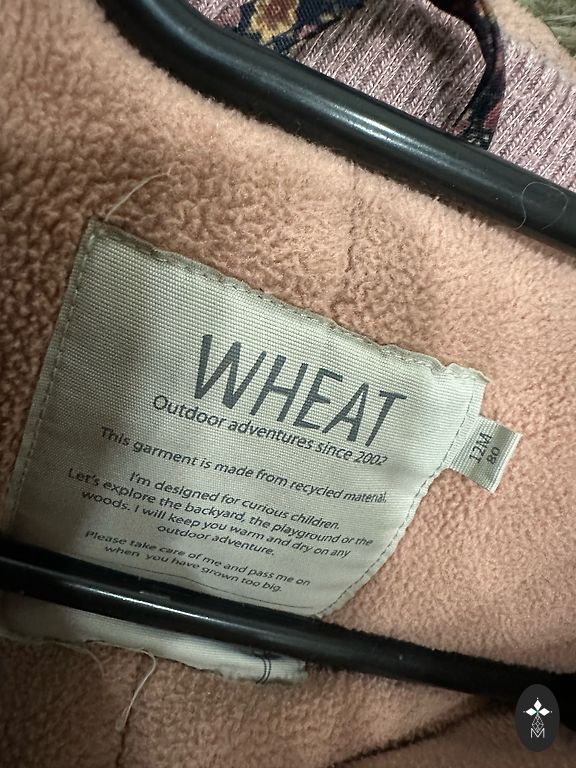 WHEAT
Outdoor adventures since 2002
This garment is made from recycled material.
I'm designed for curious children.
Let's explore the backyard, the playground or the
woods. I will keep you warm and dry on any
outdoor adventure.
Please take care of me and pass me on
when you have grown too big.
12M
80
M